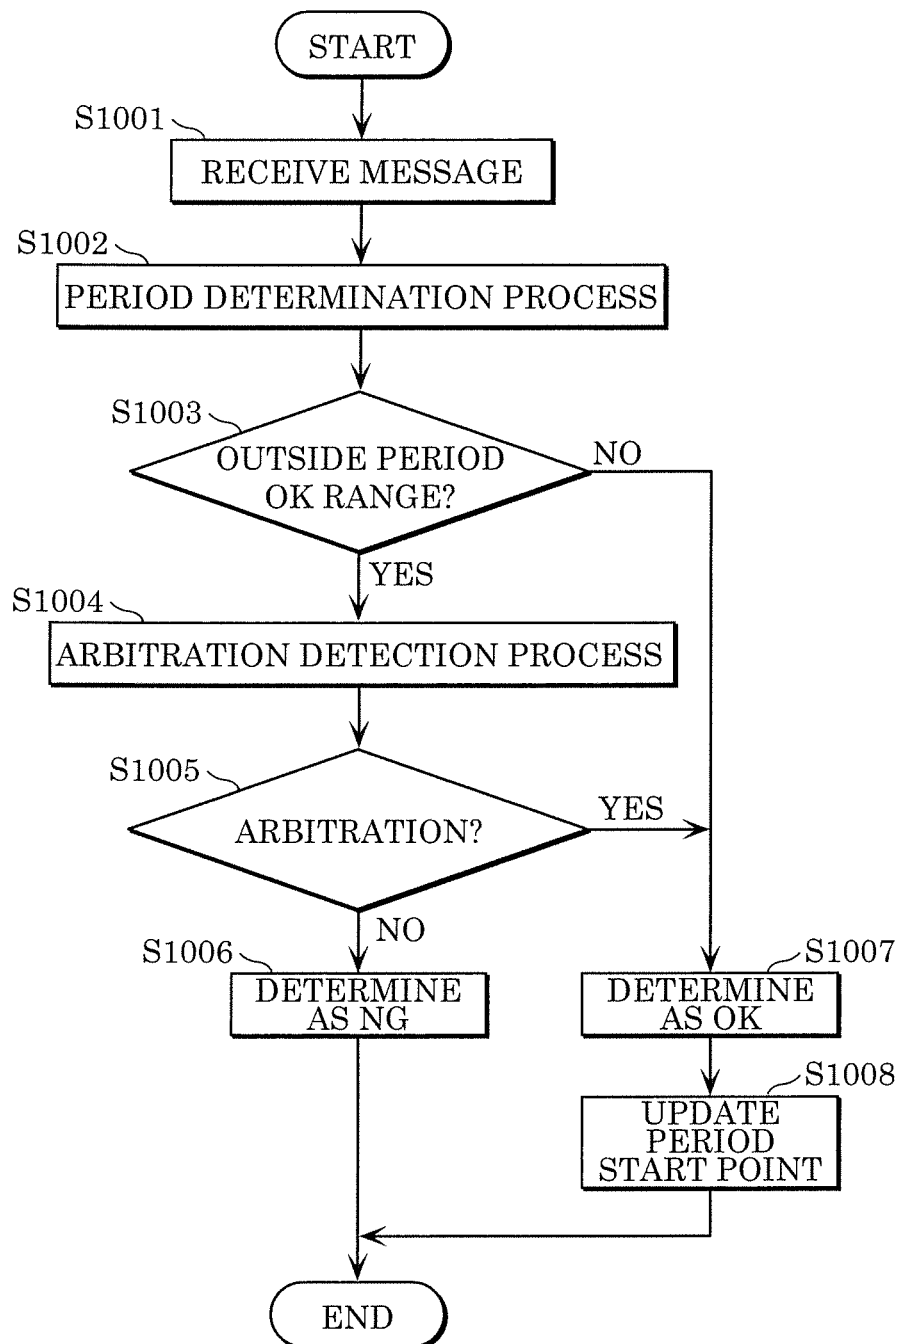 START
S1001
RECEIVE MESSAGE
S1002
PERIOD DETERMINATION PROCESS
S1003
OUTSIDE PERIOD
OK RANGE?
NO
YES
S1004
ARBITRATION DETECTION PROCESS
S1005
ARBITRATION?
YES
NO
S1006
DETERMINE
AS NG
S1007
DETERMINE
AS OK
S1008
UPDATE
PERIOD
START POINT
END